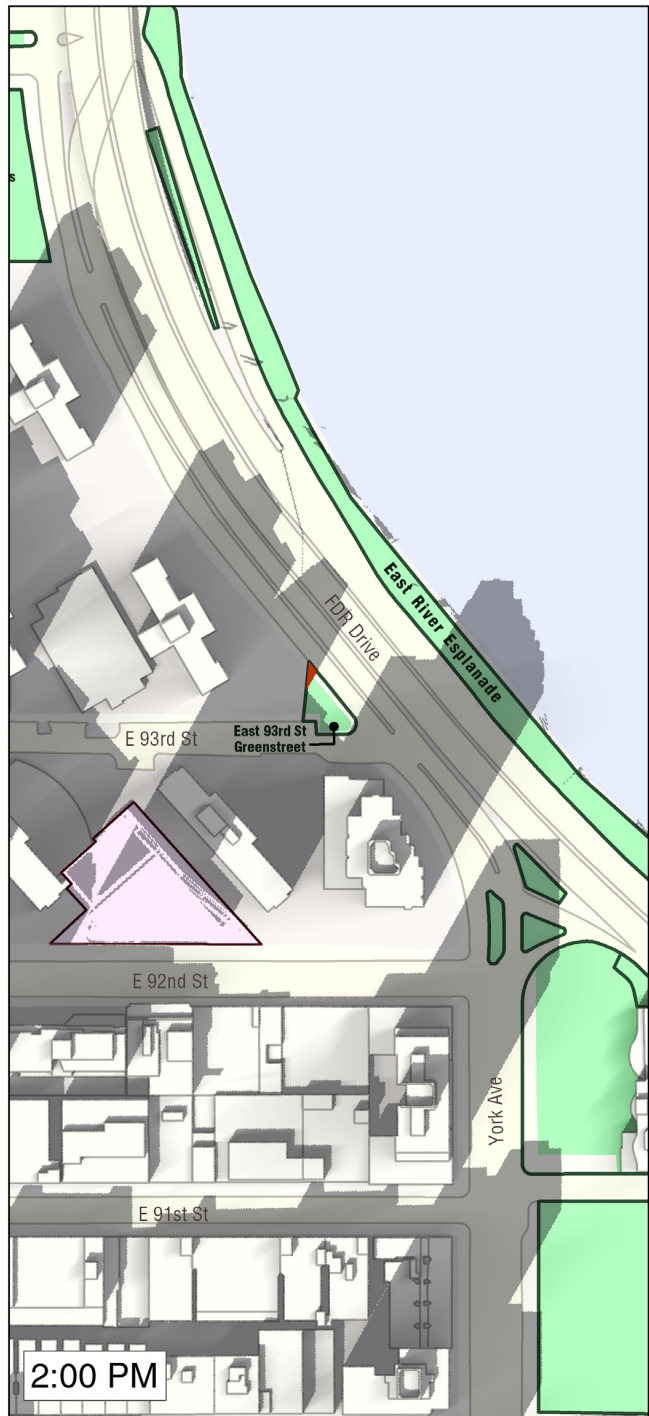 s
FDR Drive
East River Esplanade
E 93rd St
East 93rd St
Greenstreet
E 92nd St
York Ave
E 91st St
2:00 PM